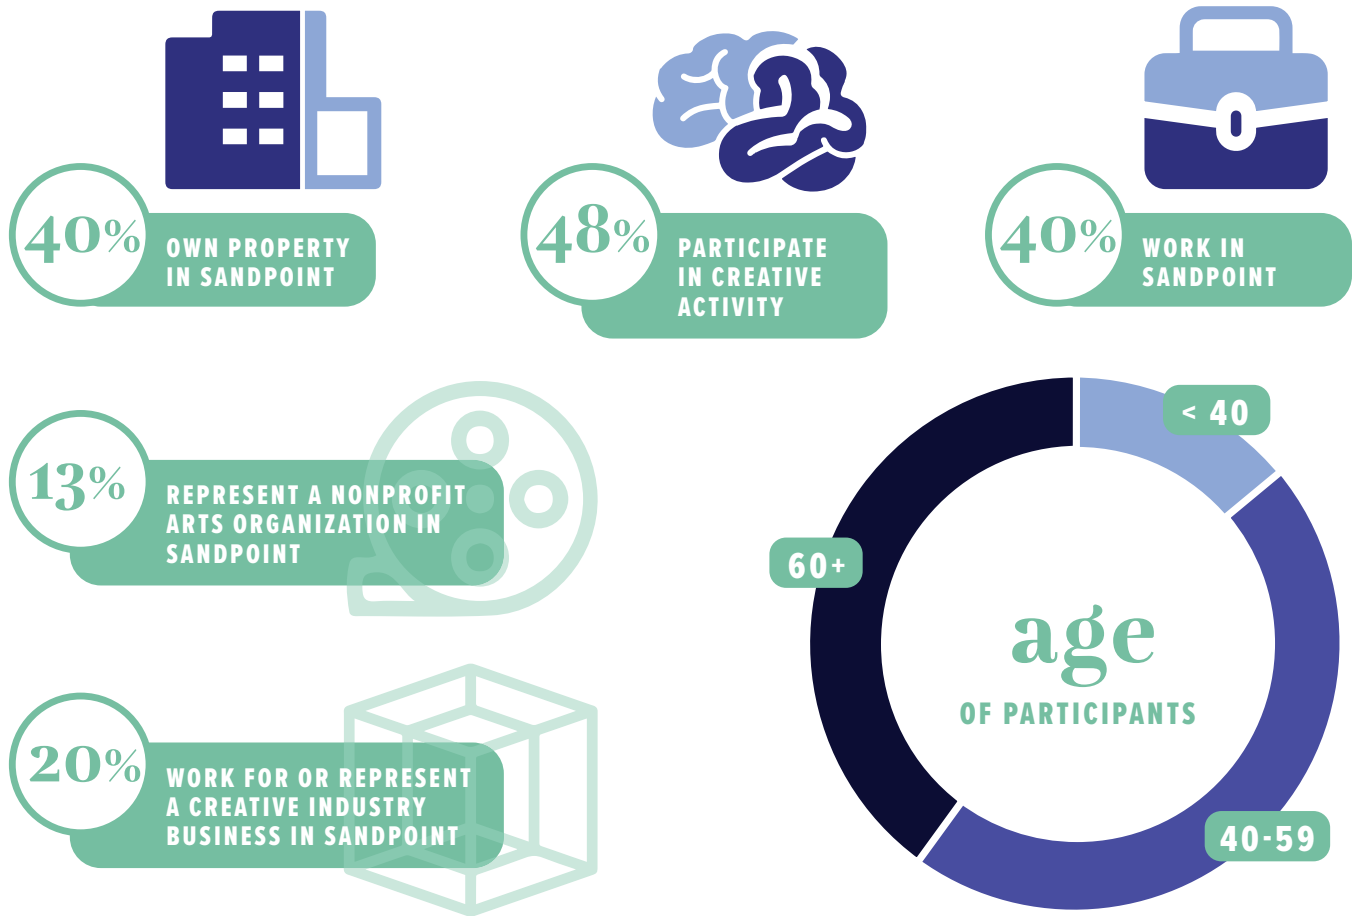 40%
OWN PROPERTY
IN SANDPOINT
48%
PARTICIPATE
IN CREATIVE
ACTIVITY
40%
WORK IN
SANDPOINT
13%
REPRESENT A NONPROFIT
ARTS ORGANIZATION IN
SANDPOINT
20%
WORK FOR OR REPRESENT
A CREATIVE INDUSTRY
BUSINESS IN SANDPOINT
< 40
60+
age
OF PARTICIPANTS
40-59